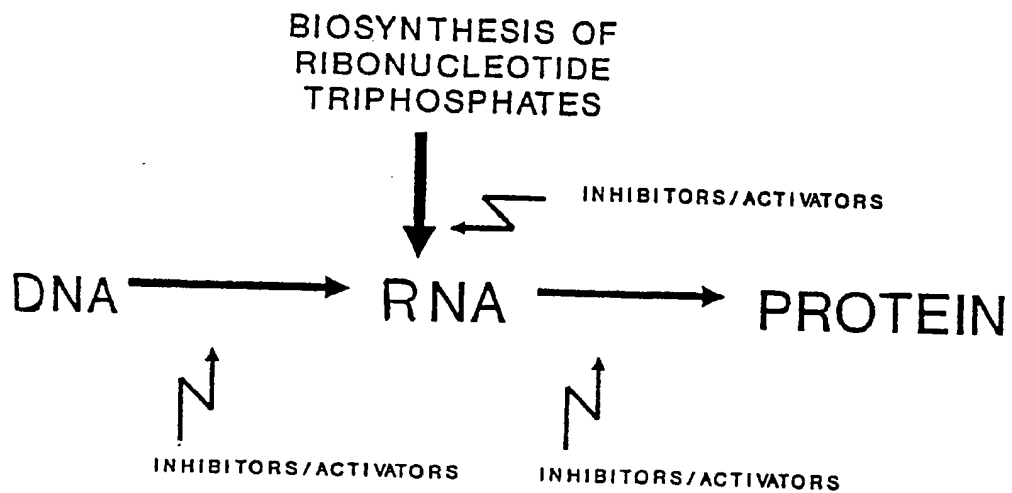 BIOSYNTHESIS OF
RIBONUCLEOTIDE
TRIPHOSPHATES
INHIBITORS/ACTIVATORS
DNA
RNA
PROTEIN
INHIBITORS/ACTIVATORS
INHIBITORS/ACTIVATORS